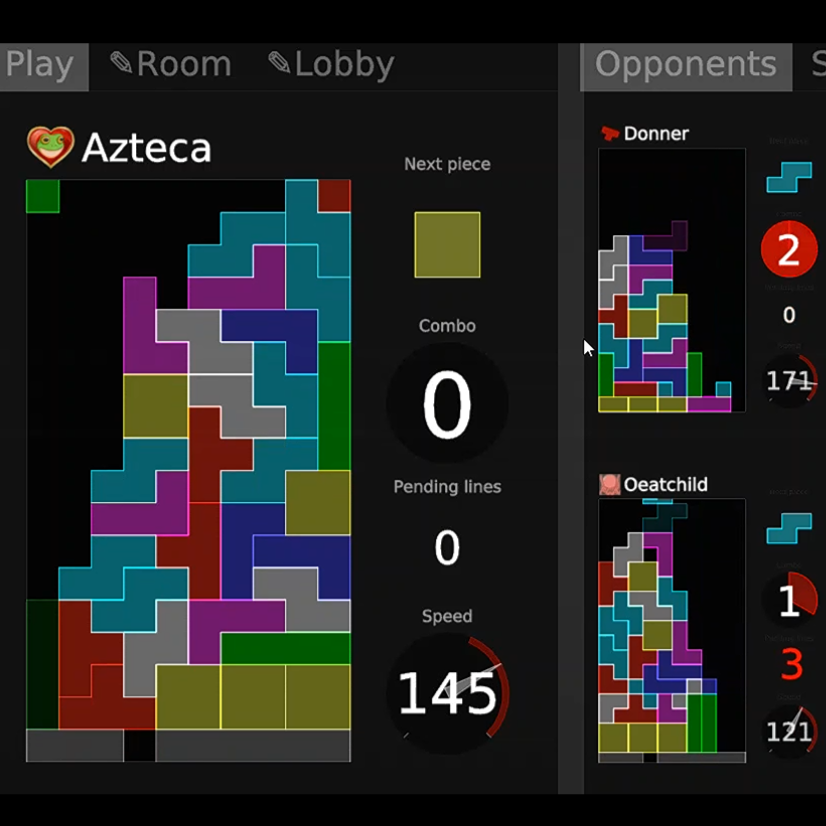 Play
✎Room
✎Lobby
Azteca
Next piece
Combo
0
Pending lines
0
Speed
145
Opponents
S
Donner
2
0
171
Oeatchild
1
3
121